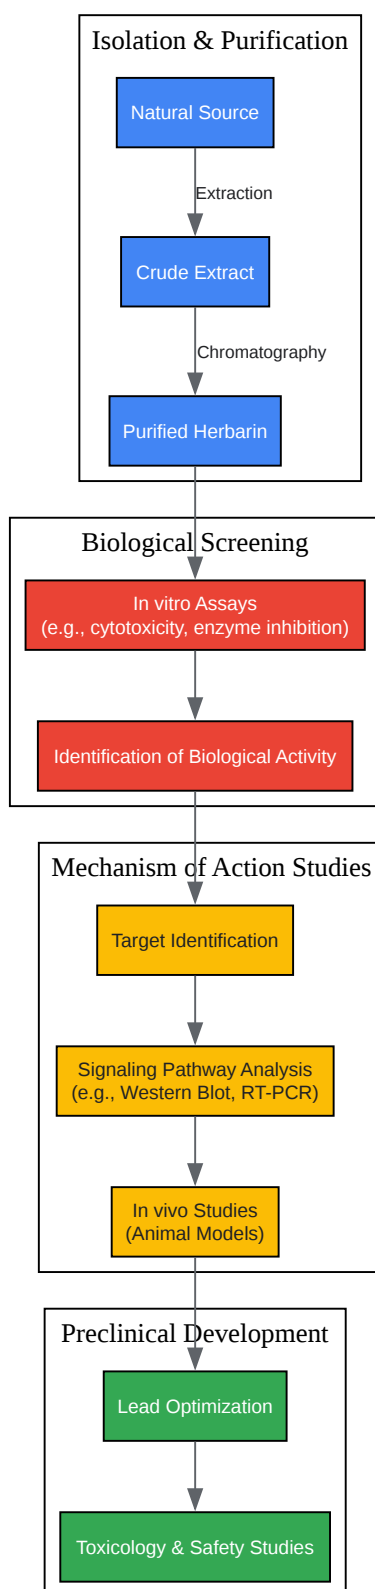 Isolation & Purification
Natural Source
Extraction
Crude Extract
Chromatography
Purified Herbarin
Biological Screening
In vitro Assays
(e.g., cytotoxicity, enzyme inhibition)
Identification of Biological Activity
Mechanism of Action Studies
Target Identification
Signaling Pathway Analysis
(e.g., Western Blot, RT-PCR)
In vivo Studies
(Animal Models)
Preclinical Development
Lead Optimization
Toxicology & Safety Studies